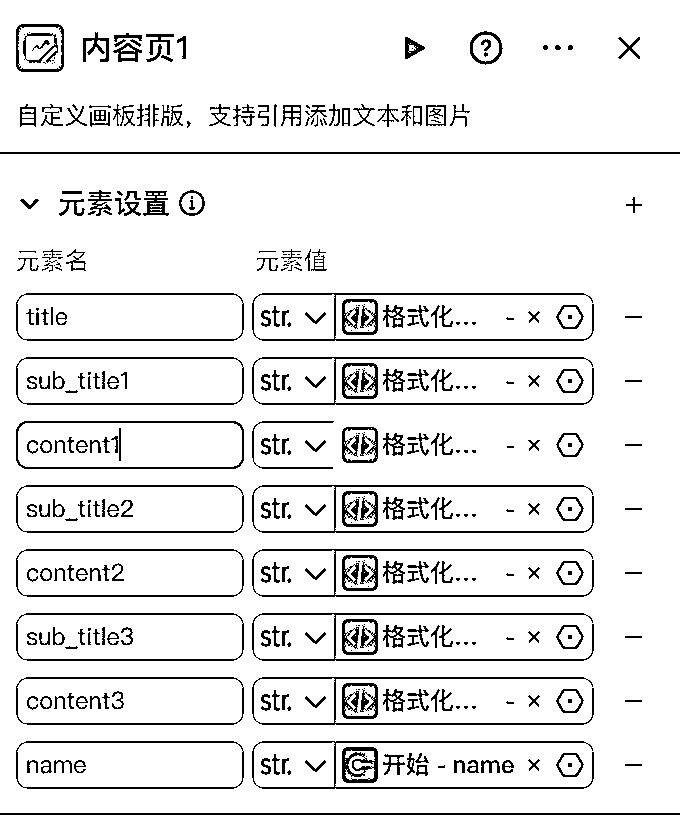 内容页1
自定义画板排版，支持引用添加文本和图片
元素设置
元素名 元素值
title str. 格式化... -
sub_title1 str. 格式化... -
content1 str. 格式化... -
sub_title2 str. 格式化... -
content2 str. 格式化... -
sub_title3 str. 格式化... -
content3 str. 格式化... -
name str. 开始 - name